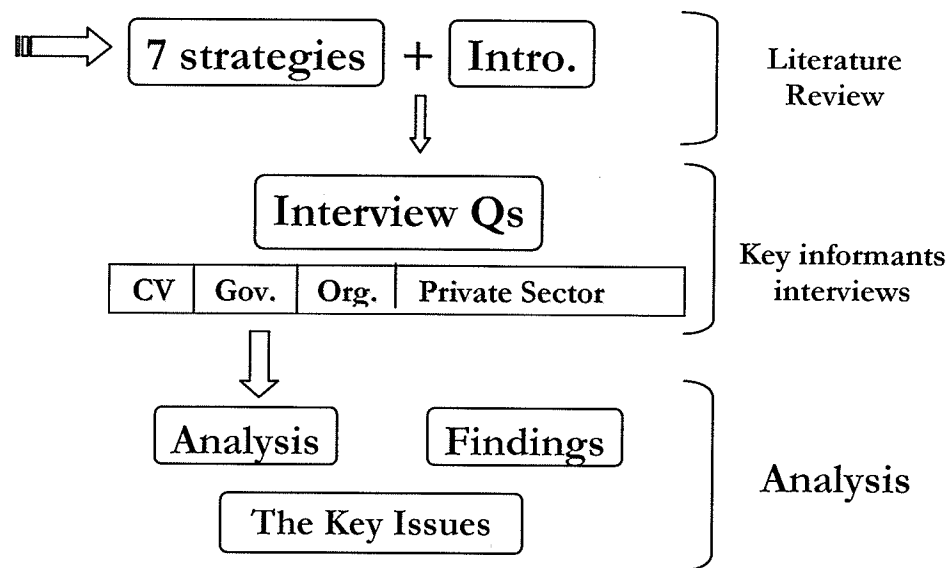 7 strategies + Intro.
Literature
Review
Interview Qs
CV Gov. Org. Private Sector
Key informants
interviews
Analysis Findings
The Key Issues
Analysis